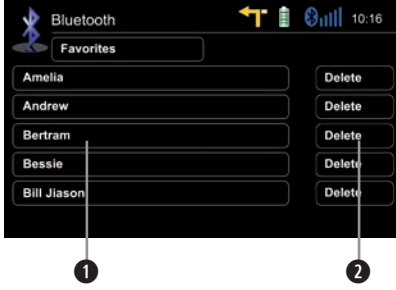 Bluetooth 10:16
Favorites
Amelia Delete
Andrew Delete
Bertram Delete
Bessie Delete
Bill Jiason Delete
1 2